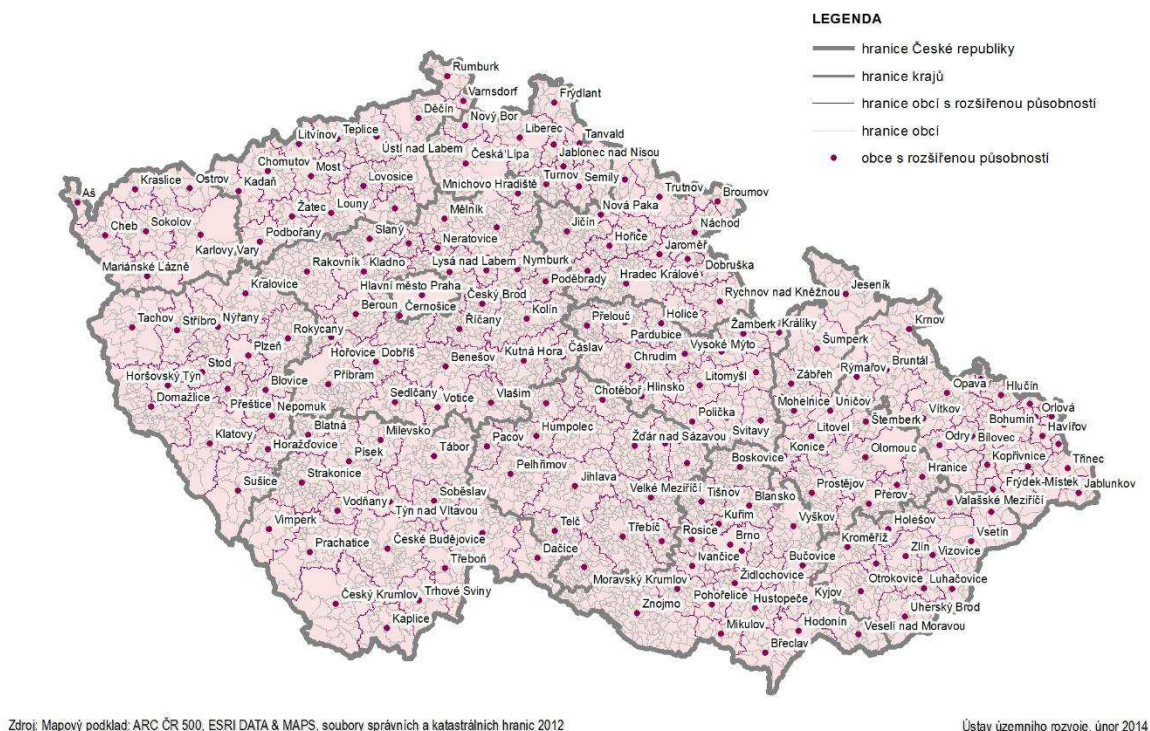 LEGENDA
hranice České republiky
hranice krajů
hranice obcí s rozšířenou působností
hranice obcí
obce s rozšířenou působností
Rumburk
Varnsdorf
Frýdlant
Děčín
Nový Bor
Liberec
Tanvald
Litvínov
Teplice
Ústí nad Labem
Česká Lípa
Jablonec nad Nisou
Chomutov
Most
Lovosice
Mnichovo Hradiště
Turnov
Semily
Trutnov
Broumov
Aš
Kraslice
Ostrov
Kadaň
Žatec
Louny
Mělník
Jičín
Nová Paka
Náchod
Cheb
Sokolov
Karlovy Vary
Podbořany
Slaný
Neratovice
Hořice
Jaroměř
Mariánské Lázně
Rakovník
Kladno
Lysá nad Labem
Nymburk
Poděbrady
Hradec Králové
Dobruška
Kralovice
Hlavní město Praha
Český Brod
Rychnov nad Kněžnou
Jeseník
Tachov
Stříbro
Nýřany
Rokycany
Beroun
Černošice
Říčany
Kolín
Přelouč
Holice
Žamberk
Králíky
Krnov
Plzeň
Stod
Hořovice
Dobříš
Benešov
Kutná Hora
Čáslav
Pardubice
Chrudim
Vysoké Mýto
Šumperk
Rýmařov
Bruntál
Horšovský Týn
Domažlice
Blovice
Přeštice
Nepomuk
Příbram
Sedlčany
Votice
Vlašim
Chotěboř
Hlinsko
Litomyšl
Zábřeh
Mohelnice
Uničov
Opava
Hlučín
Vítkov
Bohumín
Orlová
Havířov
Klatovy
Horažďovice
Blatná
Milevsko
Písek
Tábor
Pacov
Humpolec
Žďár nad Sázavou
Polička
Svitavy
Litovel
Šternberk
Konice
Olomouc
Odry
Bílovec
Kopřivnice
Třinec
Sušice
Strakonice
Vodňany
Soběslav
Týn nad Vltavou
Pelhřimov
Jihlava
Velké Meziříčí
Boskovice
Tišnov
Blansko
Prostějov
Přerov
Hranice
Frýdek-Místek
Jablunkov
Valašské Meziříčí
Vimperk
Prachatice
České Budějovice
Třeboň
Telč
Dačice
Třebíč
Kuřim
Rosice
Brno
Ivančice
Vyškov
Bučovice
Kroměříž
Holešov
Zlín
Vsetín
Vizovice
Český Krumlov
Trhové Sviny
Kaplice
Moravský Krumlov
Židlochovice
Znojmo
Pohořelice
Hustopeče
Kyjov
Otrokovice
Luhačovice
Uherský Brod
Mikulov
Hodonín
Veselí nad Moravou
Břeclav
Zdroj: Mapový podklad: ARC ČR 500, ESRI DATA & MAPS, soubory správních a katastrálních hranic 2012
Ústav územního rozvoje, únor 2014